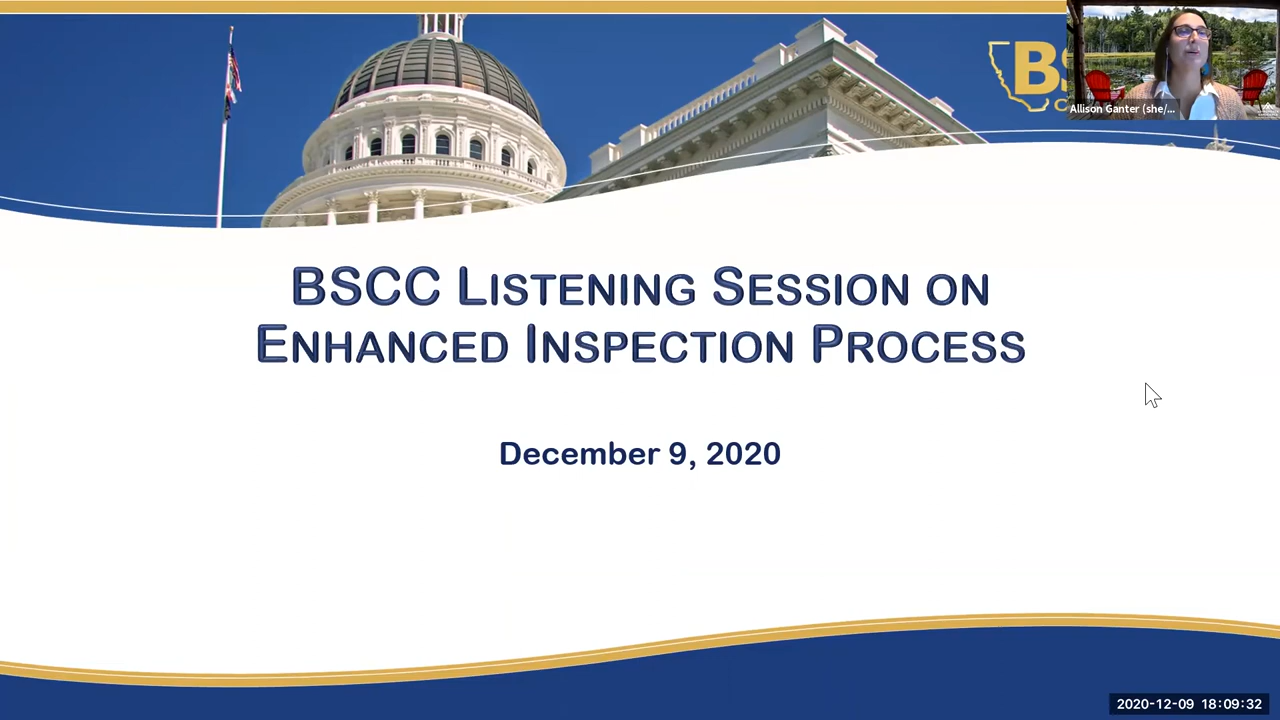 BS
Allison Ganter (she/...
BSCC LISTENING SESSION ON
ENHANCED INSPECTION PROCESS
December 9, 2020
2020-12-09 18:09:32